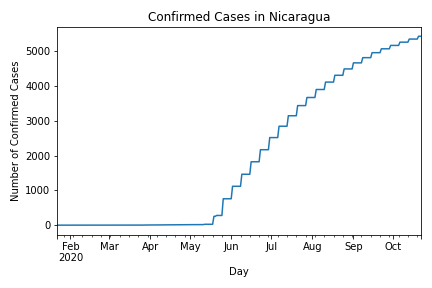 Confirmed Cases in Nicaragua
Number of Confirmed Cases
5000
4000
3000
2000
1000
0
Feb Mar Apr May Jun Jul Aug Sep Oct
2020
Day